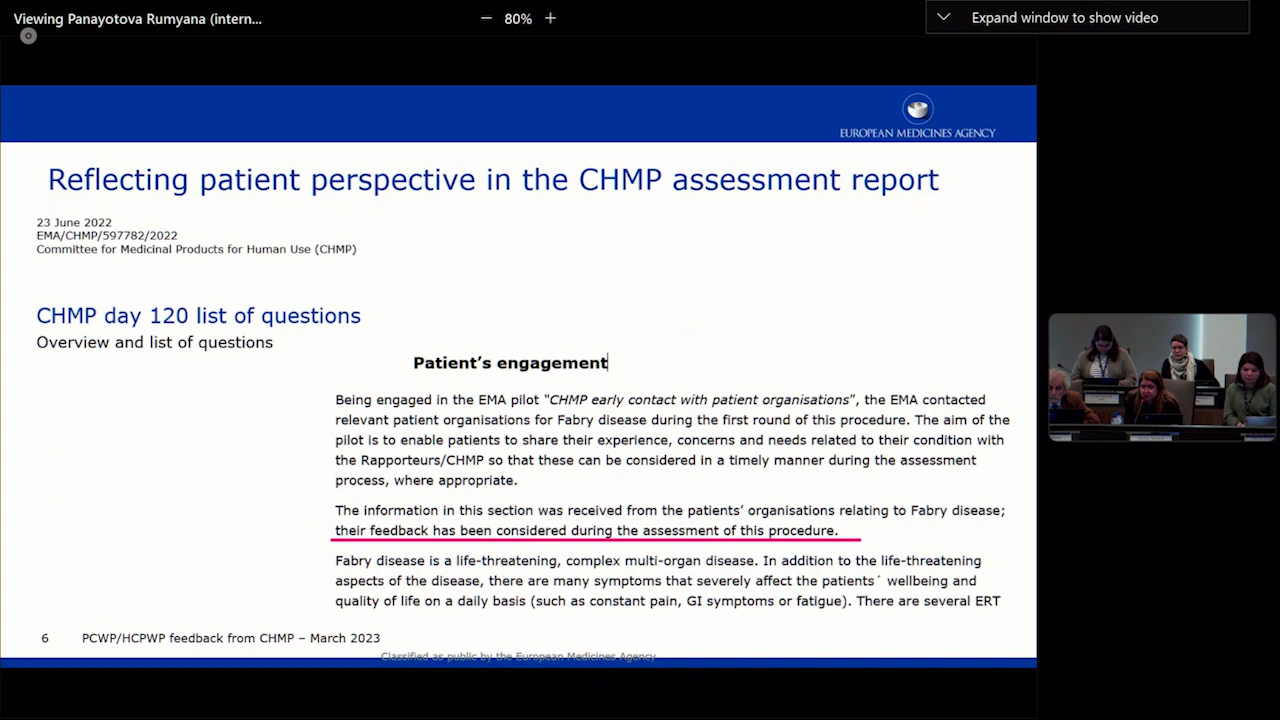 Viewing Panayotova Rumyana (intern...
80%
Expand window to show video
EUROPEAN MEDICINES AGENCY
Reflecting patient perspective in the CHMP assessment report
23 June 2022
EMA/CHMP/597782/2022
Committee for Medicinal Products for Human Use (CHMP)
CHMP day 120 list of questions
Overview and list of questions
Patient’s engagement
Being engaged in the EMA pilot “CHMP early contact with patient organisations”, the EMA contacted
relevant patient organisations for Fabry disease during the first round of this procedure. The aim of the
pilot is to enable patients to share their experience, concerns and needs related to their condition with
the Rapporteurs/CHMP so that these can be considered in a timely manner during the assessment
process, where appropriate.
The information in this section was received from the patients’ organisations relating to Fabry disease;
their feedback has been considered during the assessment of this procedure.
Fabry disease is a life-threatening, complex multi-organ disease. In addition to the life-threatening
aspects of the disease, there are many symptoms that severely affect the patients´ wellbeing and
quality of life on a daily basis (such as constant pain, GI symptoms or fatigue). There are several ERT
6 PCWP/HCPWP feedback from CHMP – March 2023
Classified as public by the European Medicines Agency